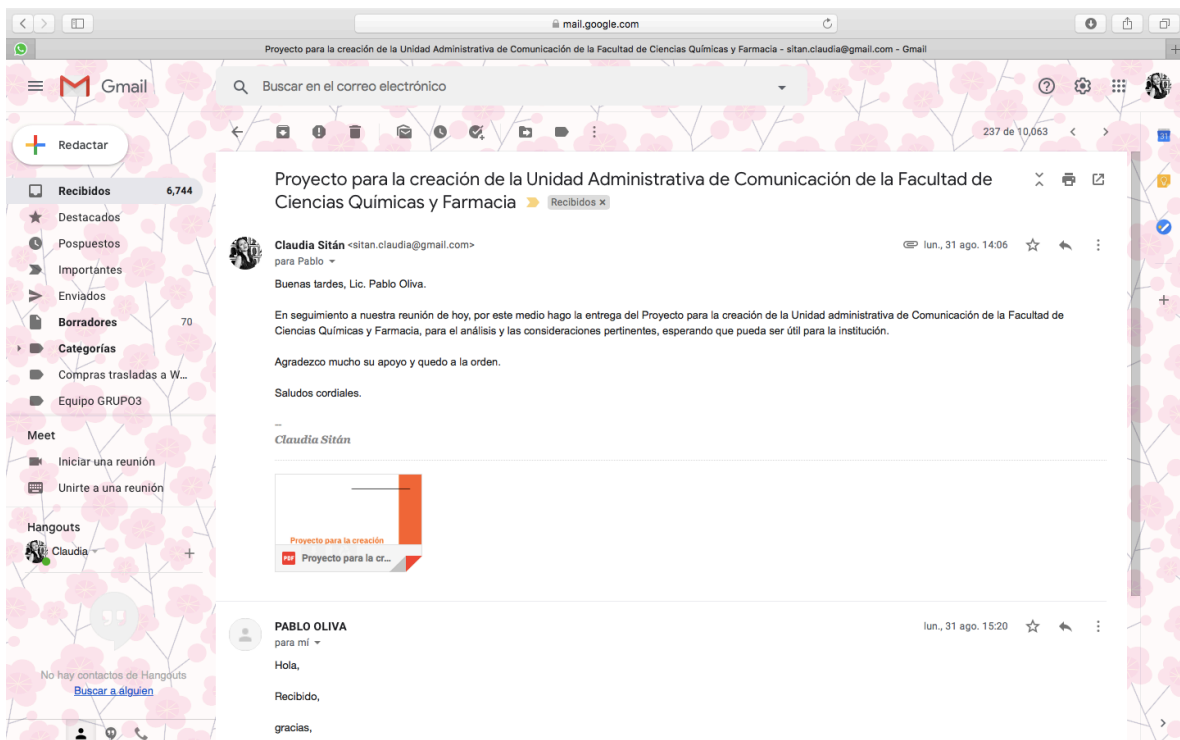 mail.google.com
Proyecto para la creación de la Unidad Administrativa de Comunicación de la Facultad de Ciencias Químicas y Farmacia - sitan.claudia@gmail.com - Gmail
Gmail
Buscar en el correo electrónico
Redactar
237 de 10,063
31
Recibidos 6,744
Destacados
Pospuestos
Importantes
Enviados
Borradores 70
Categorías
Compras trasladas a W...
Equipo GRUPO3
Meet
Iniciar una reunión
Unirte a una reunión
Hangouts
Claudia
No hay contactos de Hangouts
Buscar a alguien
Proyecto para la creación de la Unidad Administrativa de Comunicación de la Facultad de
Ciencias Químicas y Farmacia Recibidos x
Claudia Sitán <sitan.claudia@gmail.com> lun., 31 ago. 14:06
para Pablo
Buenas tardes, Lic. Pablo Oliva.
En seguimiento a nuestra reunión de hoy, por este medio hago la entrega del Proyecto para la creación de la Unidad administrativa de Comunicación de la Facultad de
Ciencias Químicas y Farmacia, para el análisis y las consideraciones pertinentes, esperando que pueda ser útil para la institución.
Agradezco mucho su apoyo y quedo a la orden.
Saludos cordiales.
--
Claudia Sitán
Proyecto para la creación
PDF Proyecto para la cr...
PABLO OLIVA lun., 31 ago. 15:20
para mí
Hola,
Recibido,
gracias,